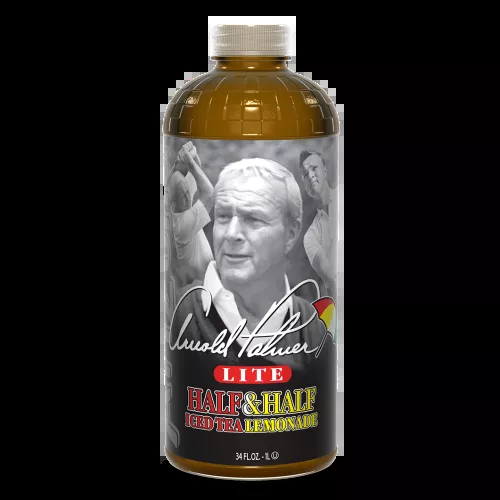 Arnold Palmer
LITE
HALF&HALF
ICED TEA LEMONADE
34 FL.OZ. - 1L U